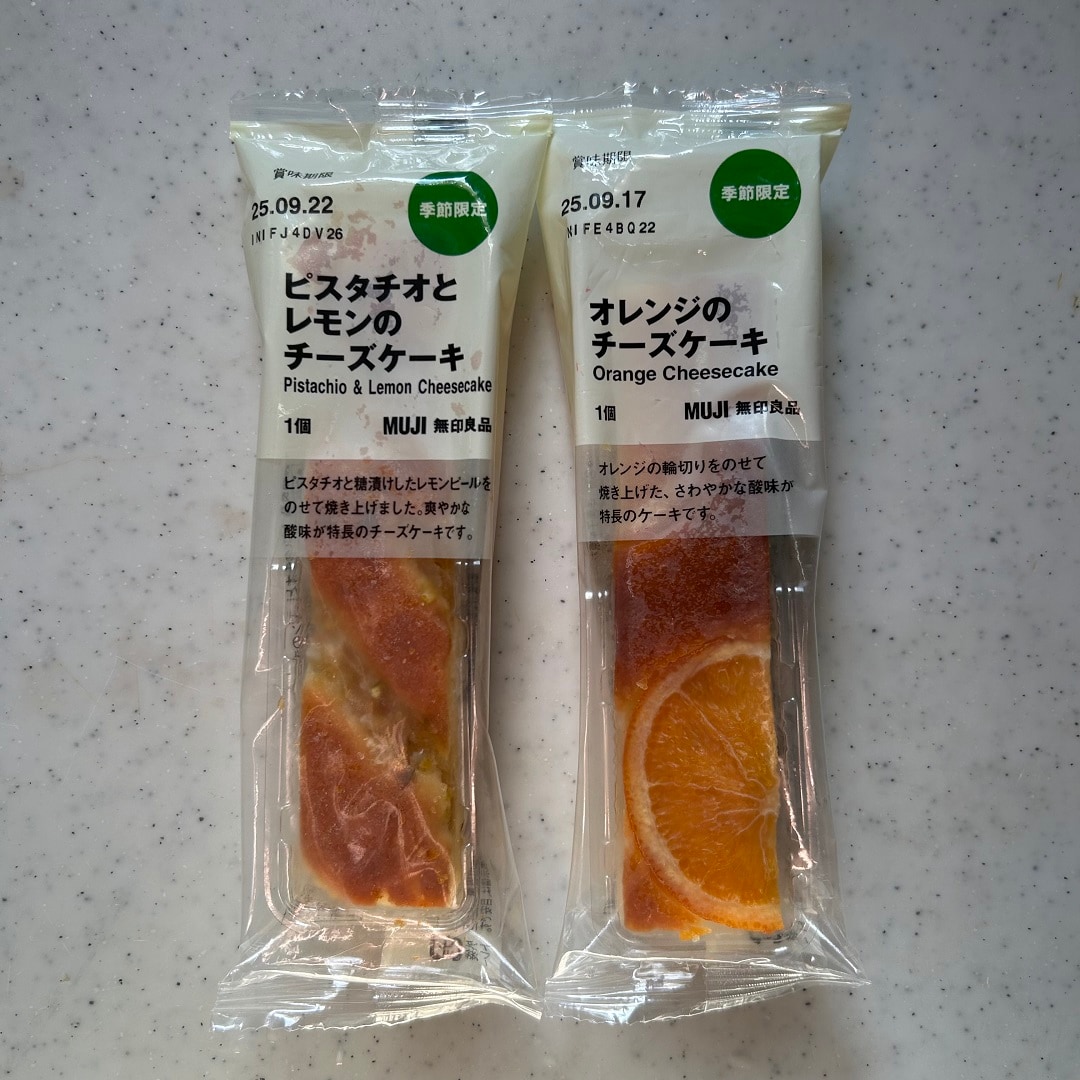 賞味期限
25.09.22
季節限定
INIFJ4DV26
ピスタチオと
レモンの
チーズケーキ
Pistachio & Lemon Cheesecake
1個
MUJI 無印良品
ピスタチオと糖漬けしたレモンピールを
のせて焼き上げました。爽やかな
酸味が特長のチーズケーキです。
賞味期限
25.09.17
季節限定
NIFE4BQ22
オレンジの
チーズケーキ
Orange Cheesecake
1個
MUJI 無印良品
オレンジの輪切りをのせて
焼き上げた、さわやかな酸味が
特長のケーキです。